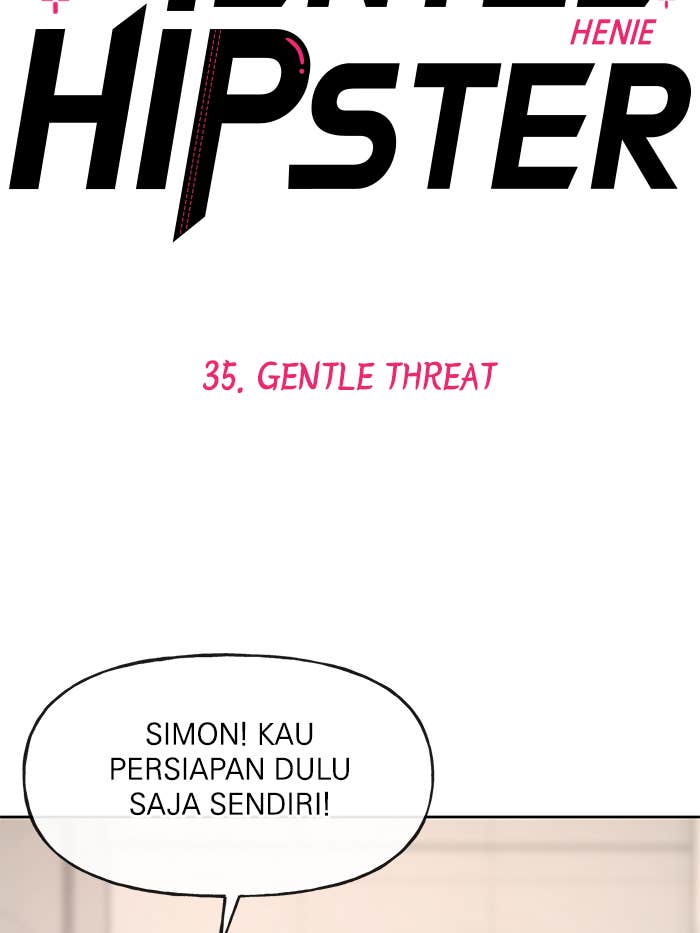 HENIE
HIPSTER
35. GENTLE THREAT
SIMON! KAU
PERSIAPAN DULU
SAJA SENDIRI!